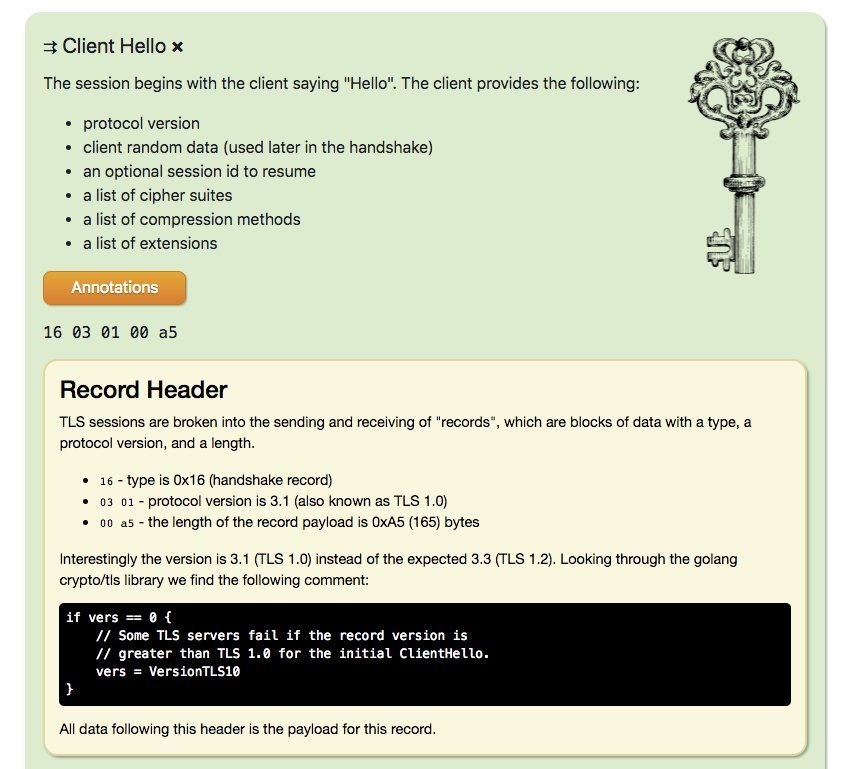 ⇉ Client Hello ×
The session begins with the client saying "Hello". The client provides the following:
• protocol version
• client random data (used later in the handshake)
• an optional session id to resume
• a list of cipher suites
• a list of compression methods
• a list of extensions
Annotations
16 03 01 00 a5
Record Header
TLS sessions are broken into the sending and receiving of "records", which are blocks of data with a type, a
protocol version, and a length.
• 16 - type is 0x16 (handshake record)
• 03 01 - protocol version is 3.1 (also known as TLS 1.0)
• 00 a5 - the length of the record payload is 0xA5 (165) bytes
Interestingly the version is 3.1 (TLS 1.0) instead of the expected 3.3 (TLS 1.2). Looking through the golang
crypto/tls library we find the following comment:
if vers == 0 {
    // Some TLS servers fail if the record version is
    // greater than TLS 1.0 for the initial ClientHello.
    vers = VersionTLS10
}
All data following this header is the payload for this record.